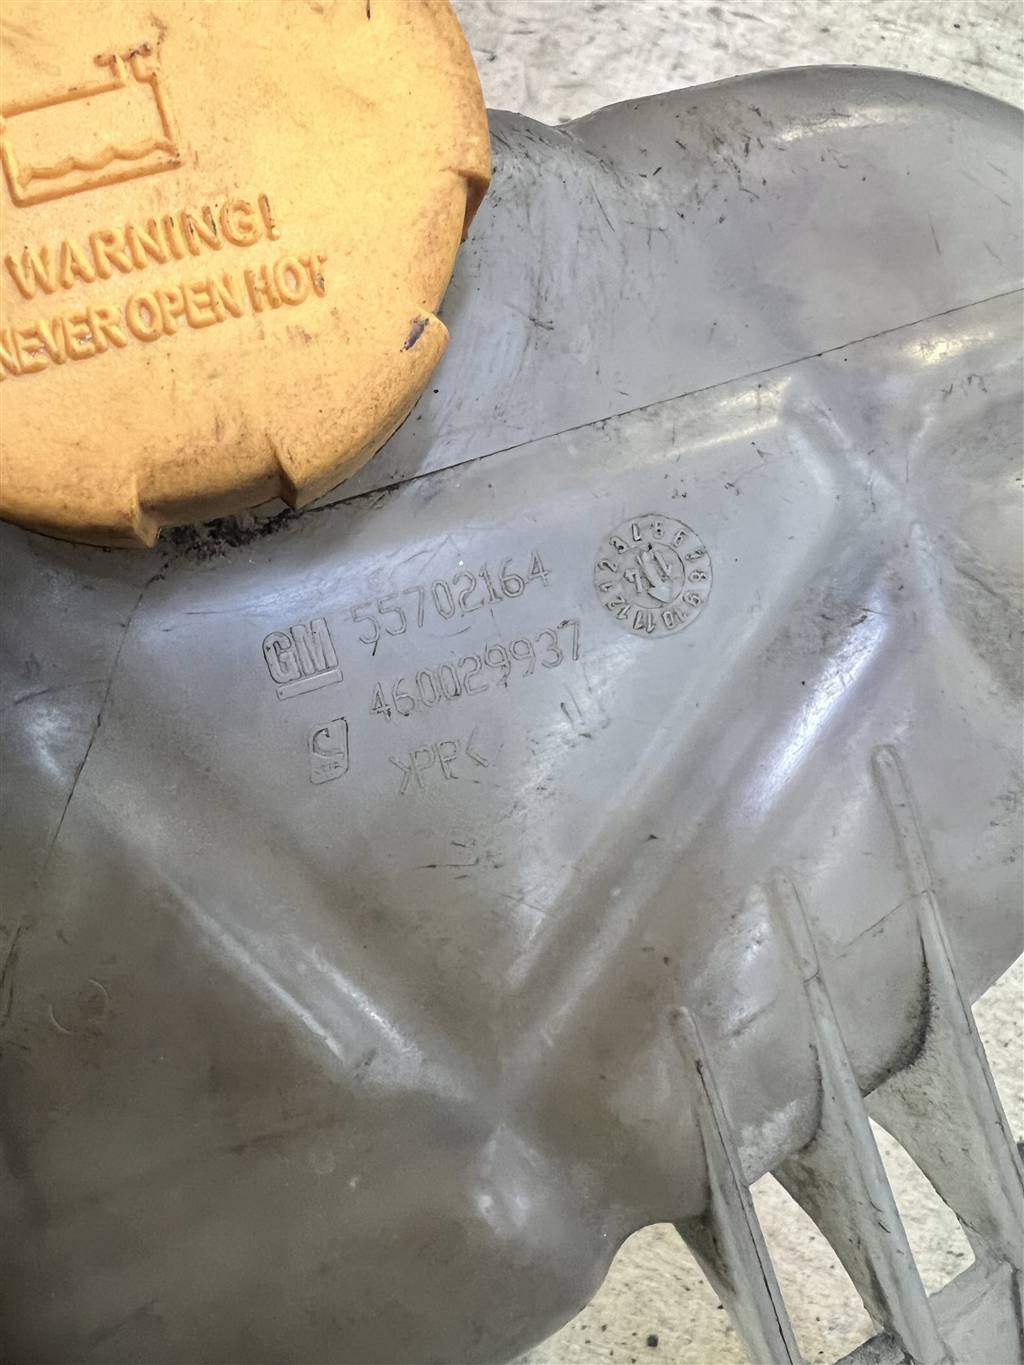 °C
WARNING!
NEVER OPEN HOT
GM 55702164
460029937
>PP<